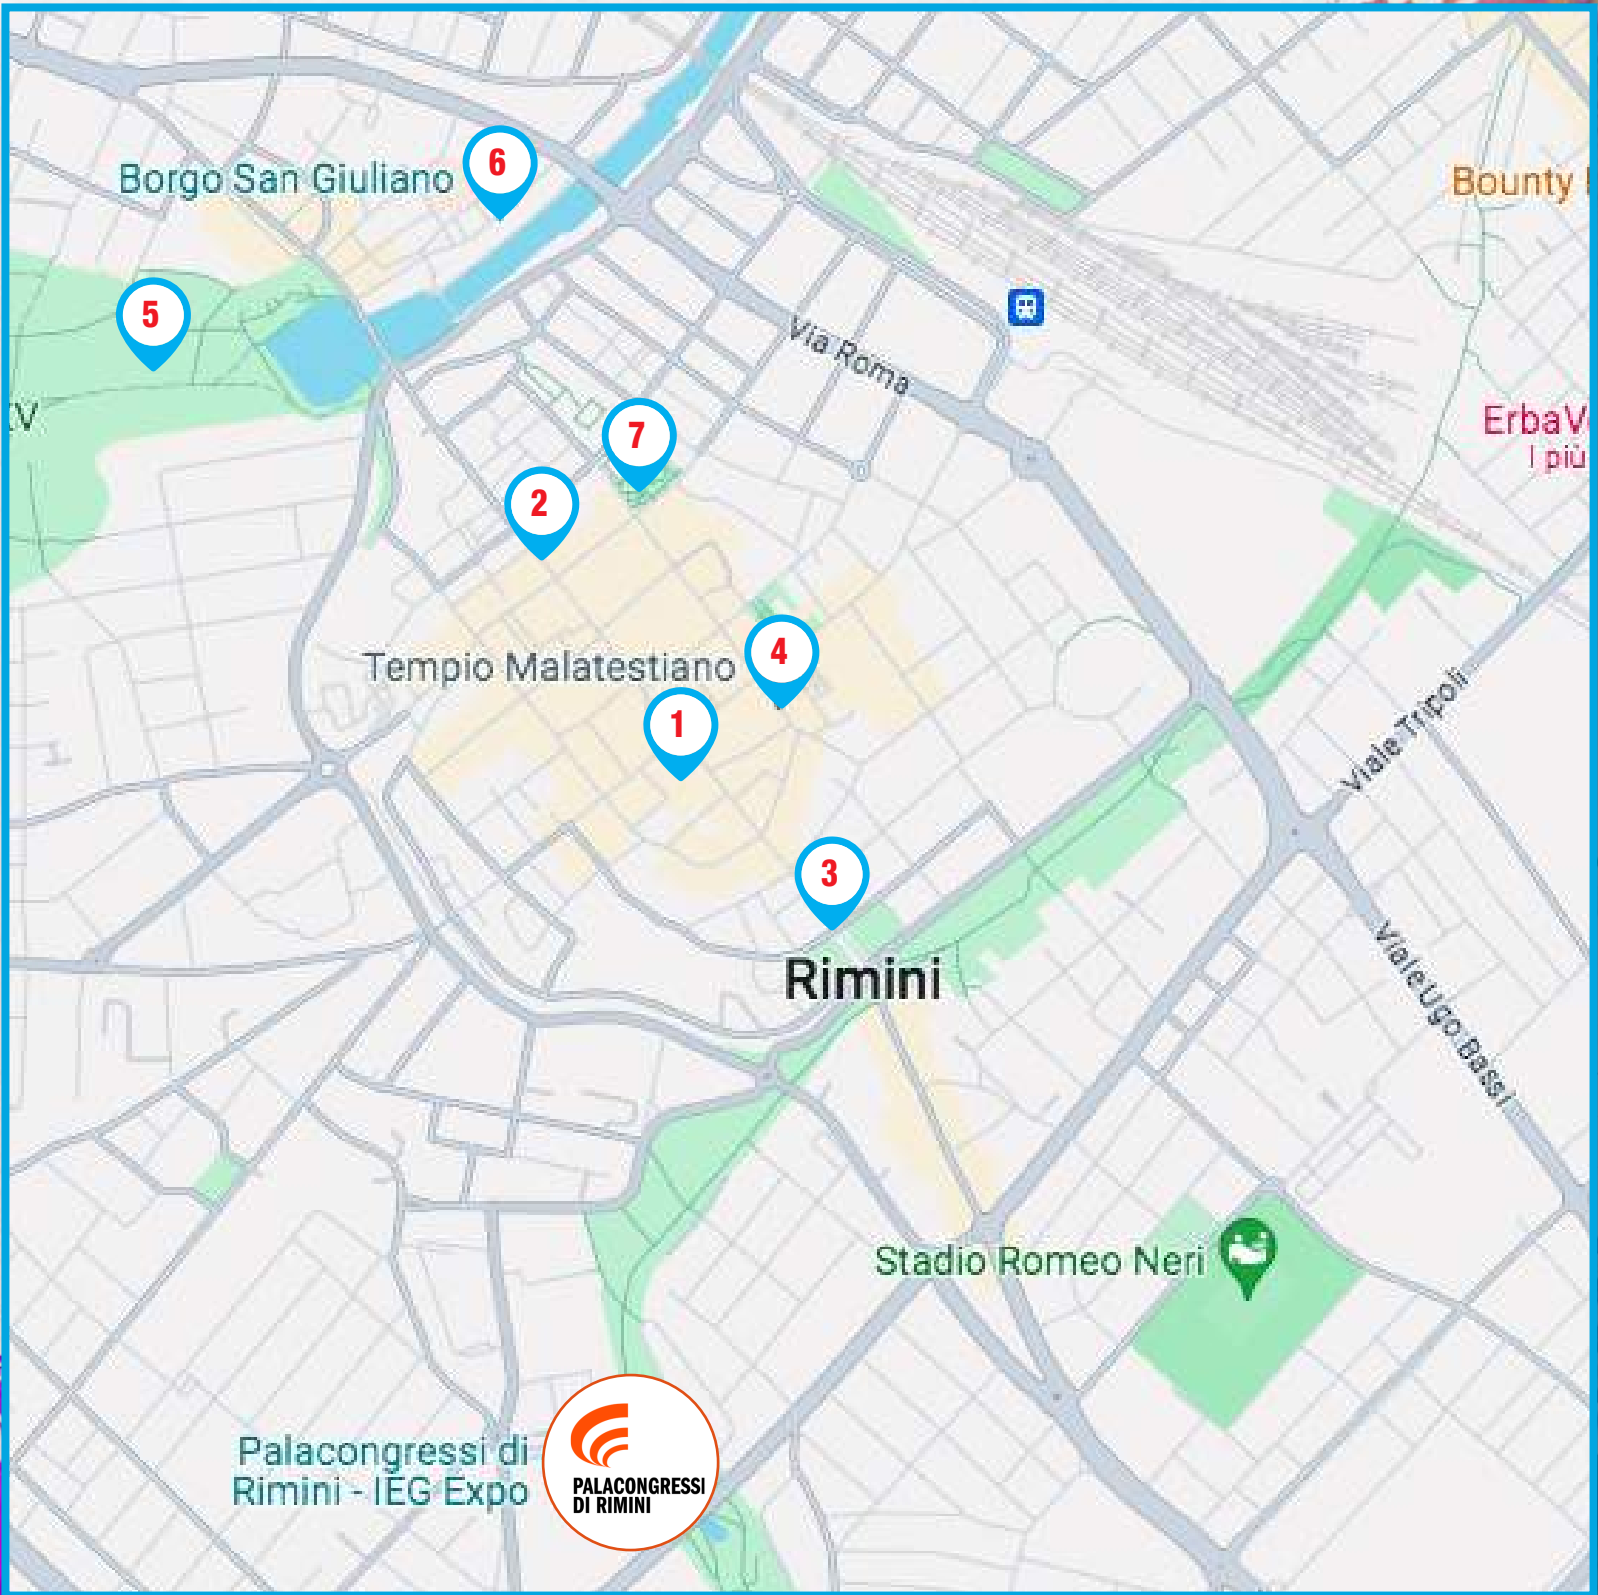 Borgo San Giuliano
6
Bounty
5
Via Roma
ErbaV
I più
7
2
Tempio Malatestiano
4
1
Viale Tripoli
3
Rimini
Viale Ugo Bassi
Stadio Romeo Neri
Palacongressi di
Rimini - IEG Expo
PALACONGRESSI
DI RIMINI